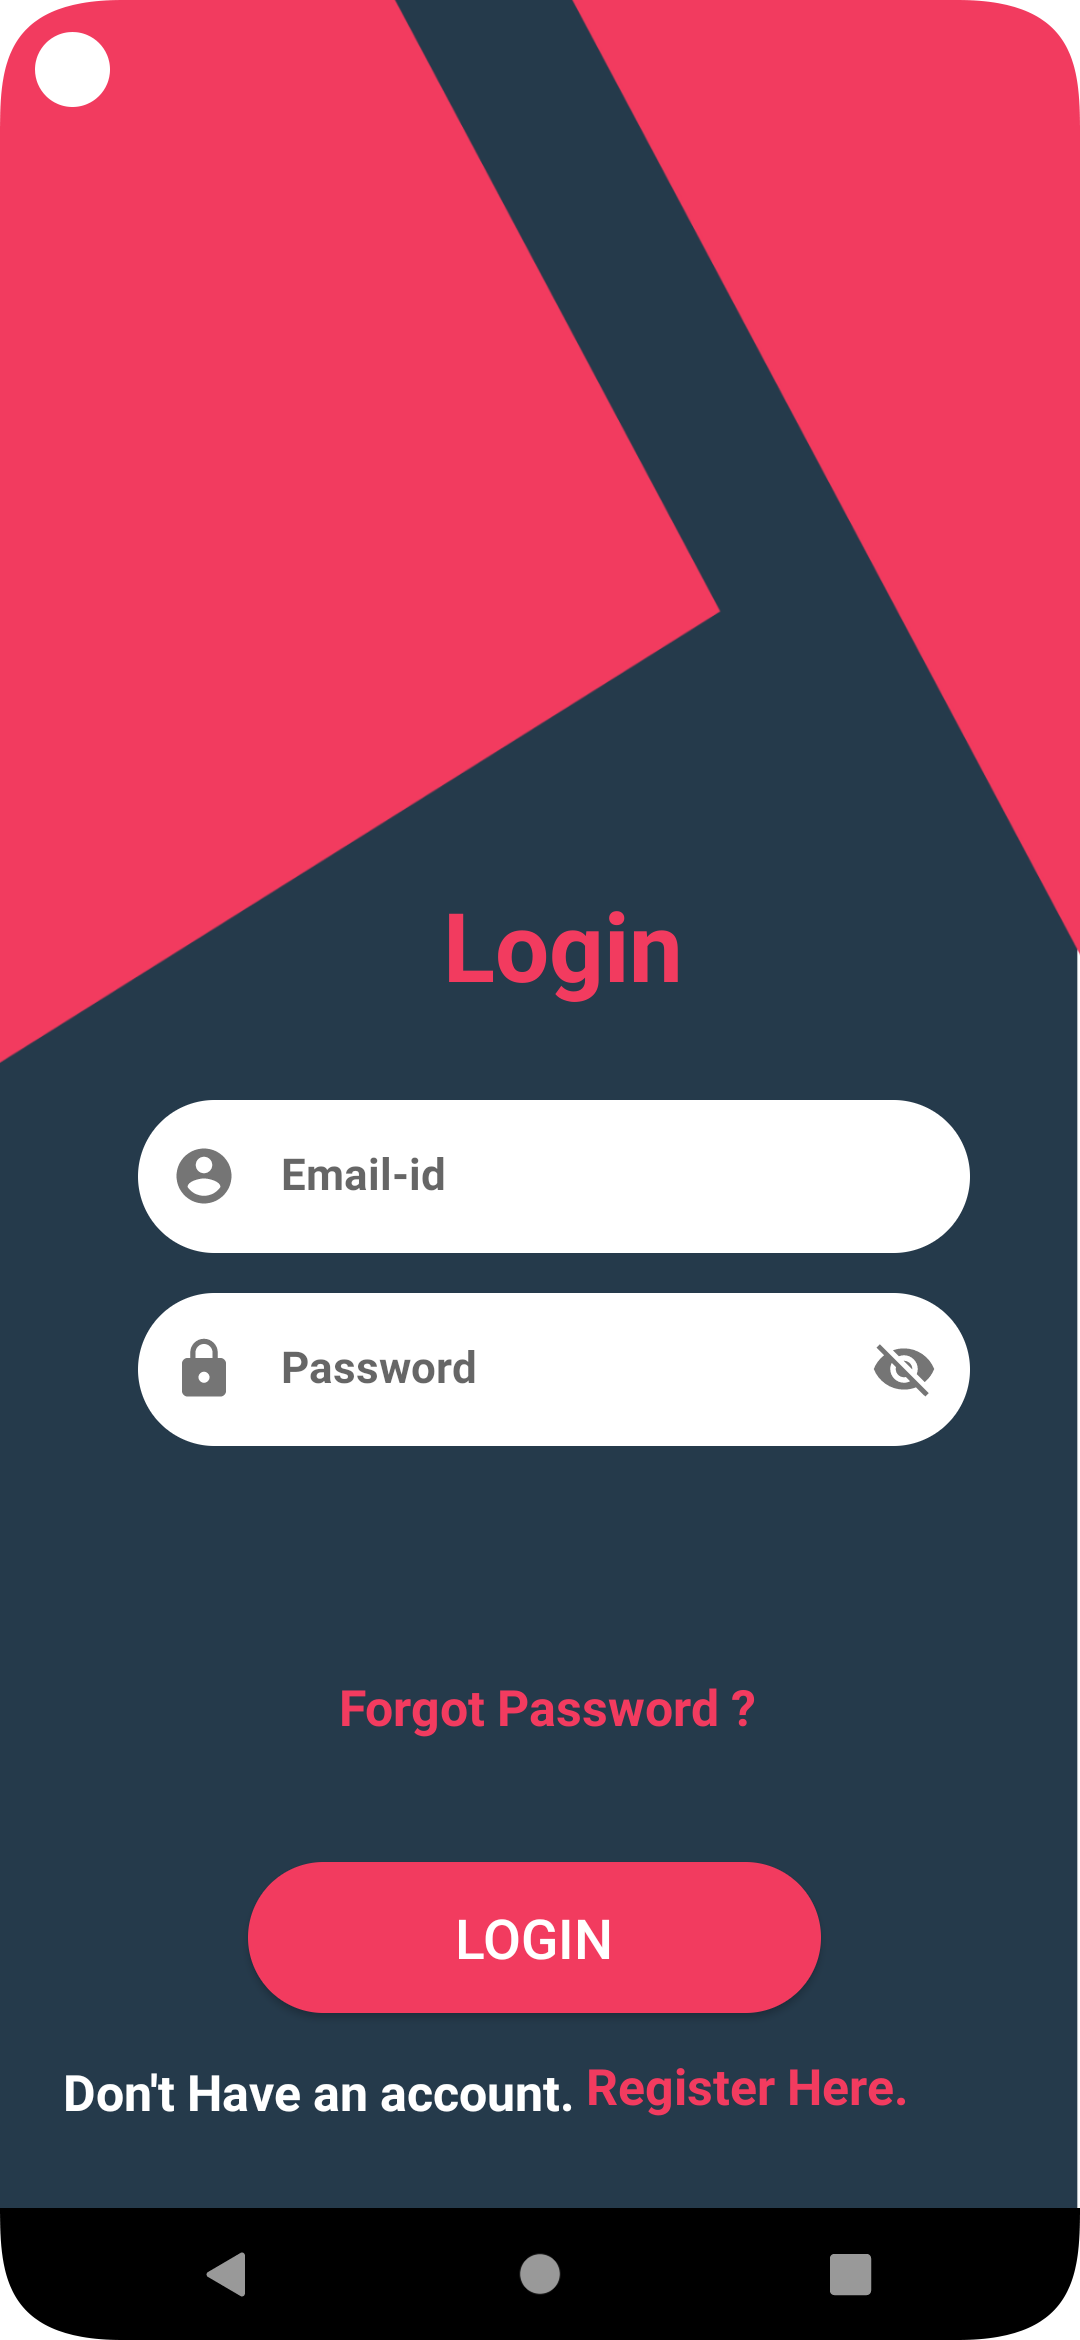 Login
Email-id
Password
Forgot Password ?
LOGIN
Don't Have an account. Register Here.